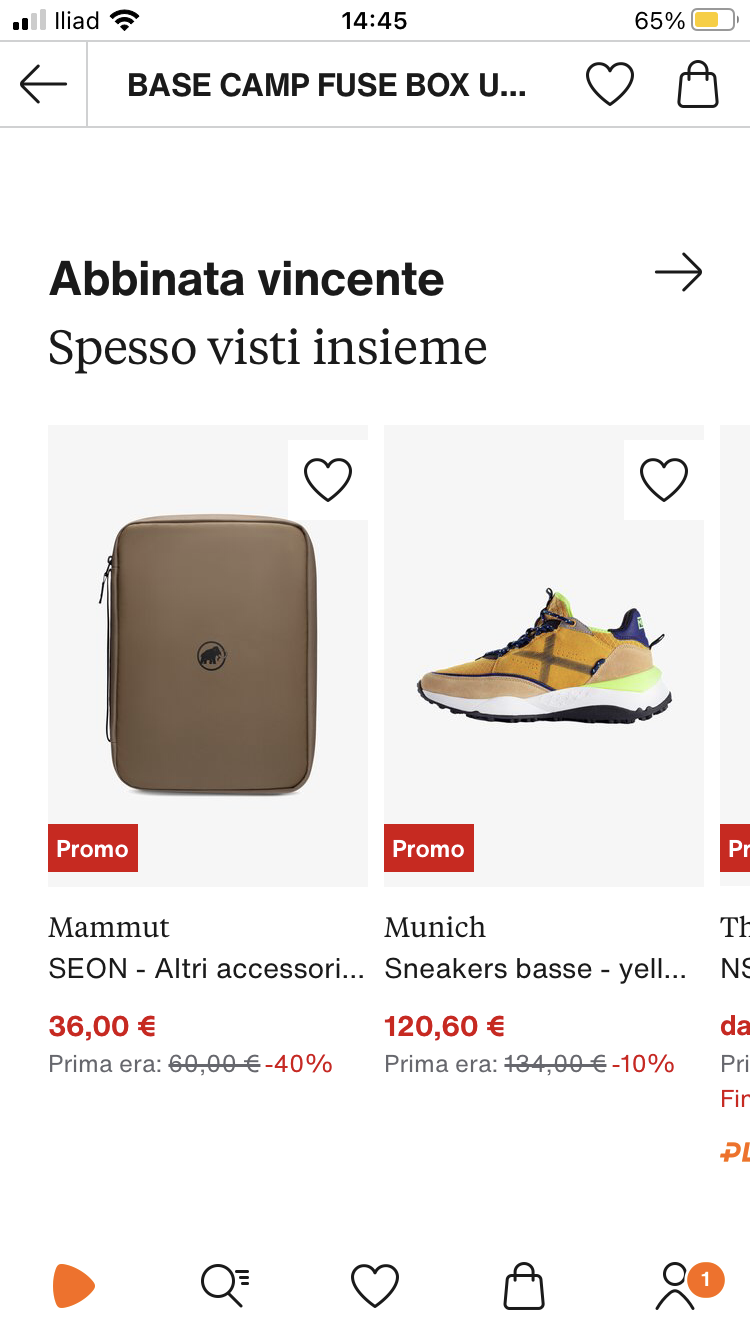 Iliad 14:45 65%
BASE CAMP FUSE BOX U...
Abbinata vincente
Spesso visti insieme
Promo Promo Pr
Mammut Munich Th
SEON - Altri accessori... Sneakers basse - yell... NS
36,00 € 120,60 € da
Prima era: 60,00 € -40% Prima era: 134,00 € -10% Pri
Fin
PL
1